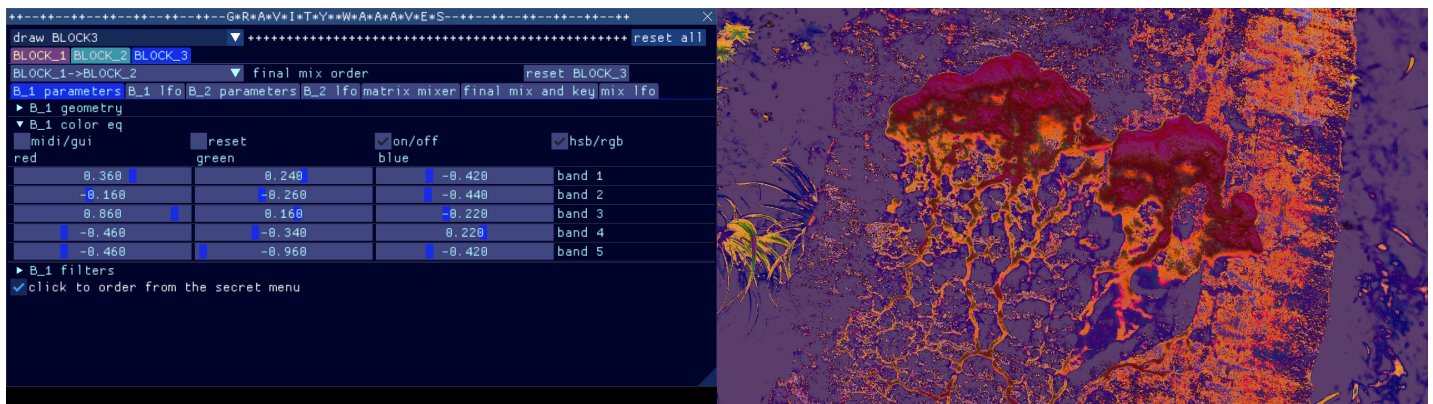 ++--++--++--++--++--++--++--G*R*A*V*I*T*Y**W*A*A*A*V*E*S--++--++--++--++--++--++--++
draw BLOCK3 ++++++++++++++++++++++++++++++++++++++++++++++++++ reset all
BLOCK_1 BLOCK_2 BLOCK_3
BLOCK_1->BLOCK_2 final mix order reset BLOCK_3
B_1 parameters B_1 lfo B_2 parameters B_2 lfo matrix mixer final mix and key mix lfo
B_1 geometry
B_1 color eq
midi/gui reset on/off hsb/rgb
red green blue
0.360 0.240 -0.420 band 1
-0.160 -0.260 -0.440 band 2
0.860 0.160 -0.220 band 3
-0.460 -0.340 0.220 band 4
-0.460 -0.960 -0.420 band 5
B_1 filters
click to order from the secret menu